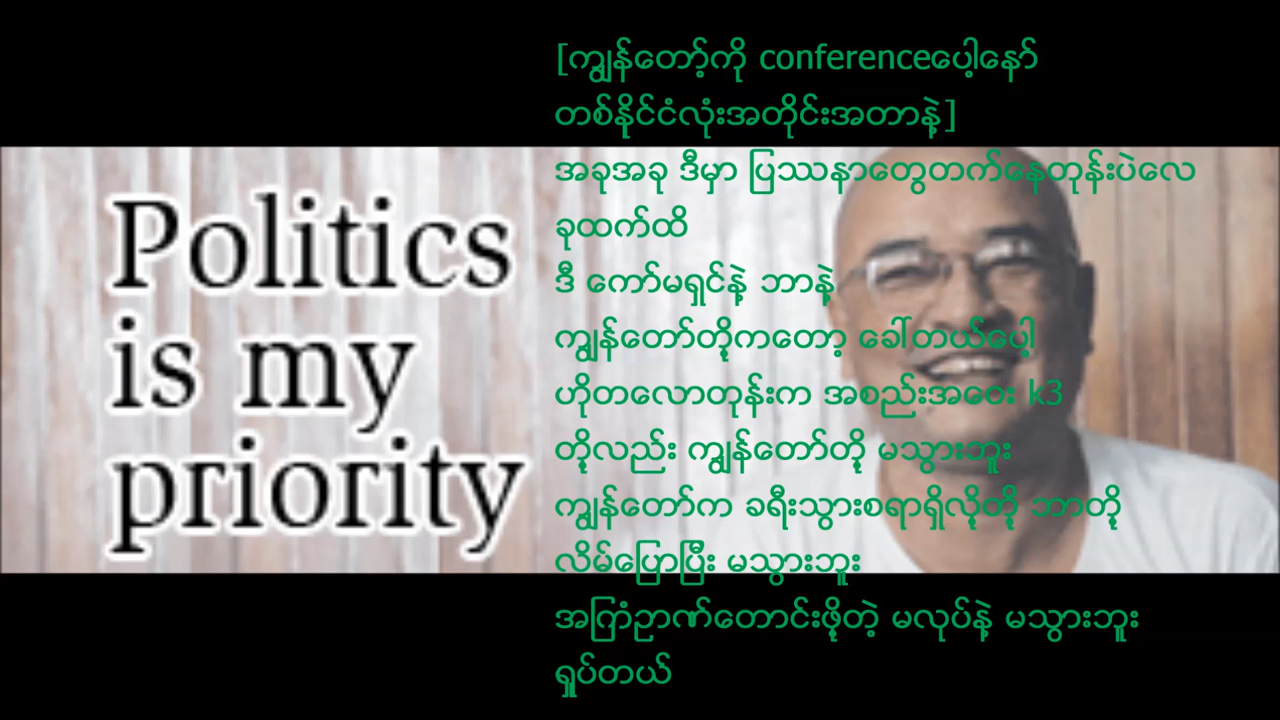 Politics
is my
priority
[ကျွန်တော့်ကို conferenceပေါ့နော်
တစ်နိုင်ငံလုံးအတိုင်းအတာနဲ့]
အခုအခု ဒီမှာ ပြဿနာတွေတက်နေတုန်းပဲလေ
ခုထက်ထိ
ဒီ ကော်မရှင်နဲ့ ဘာနဲ့
ကျွန်တော်တို့ကတော့ ခေါ်တယ်ပေါ့
ဟိုတလောတုန်းက အစည်းအဝေး k3
တို့လည်း ကျွန်တော်တို့ မသွားဘူး
ကျွန်တော်က ခရီးသွားစရာရှိလို့တို့ ဘာတို့
လိမ်ပြောပြီး မသွားဘူး
အကြံဉာဏ်တောင်းဖို့တဲ့ မလုပ်နဲ့ မသွားဘူး
ရှုပ်တယ်